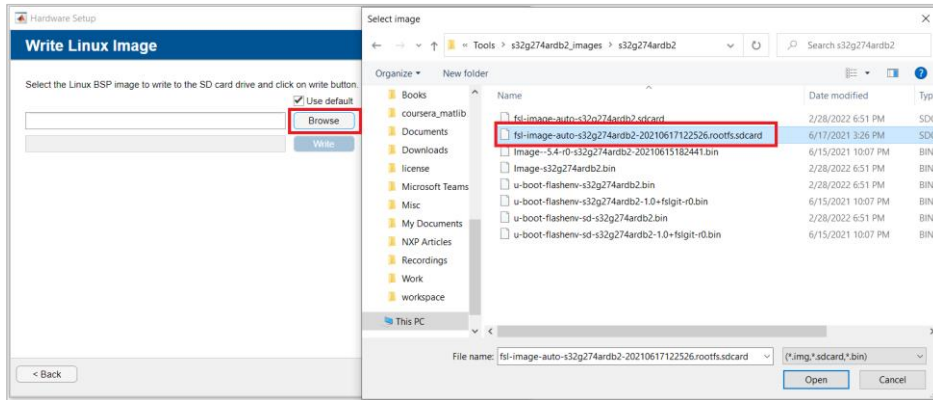 Hardware Setup
Write Linux Image
Select the Linux BSP image to write to the SD card drive and click on write button.
Use default
Browse
Write
< Back
Select image
« Tools > s32g274ardb2_images > s32g274ardb2
Search s32g274ardb2
Organize
New folder
Books
coursera_matlib
Documents
Downloads
license
Microsoft Teams
Misc
My Documents
NXP Articles
Recordings
Work
workspace
This PC
Name Date modified Typ
fsl-image-auto-s32g274ardb2.sdcard 2/28/2022 6:51 PM SDC
fsl-image-auto-s32g274ardb2-20210617122526.rootfs.sdcard 6/17/2021 3:26 PM SDC
Image--5.4-r0-s32g274ardb2-20210615182441.bin 6/15/2021 10:07 PM BIN
Image-s32g274ardb2.bin 2/28/2022 6:51 PM BIN
u-boot-flashenv-s32g274ardb2.bin 2/28/2022 6:51 PM BIN
u-boot-flashenv-s32g274ardb2-1.0+fslgit-r0.bin 6/15/2021 10:07 PM BIN
u-boot-flashenv-sd-s32g274ardb2.bin 2/28/2022 6:51 PM BIN
u-boot-flashenv-sd-s32g274ardb2-1.0+fslgit-r0.bin 6/15/2021 10:07 PM BIN
File name: fsl-image-auto-s32g274ardb2-20210617122526.rootfs.sdcard
(*.img,*.sdcard,*.bin)
Open
Cancel